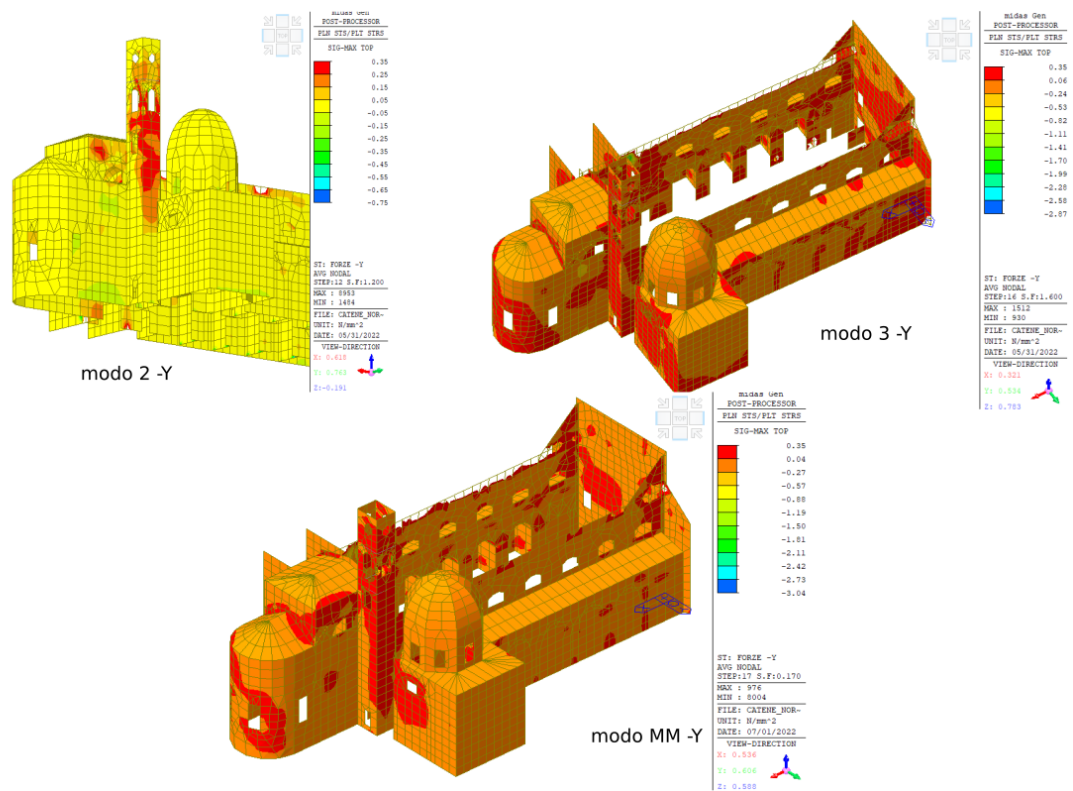 midas Gen
POST-PROCESSOR
PLN STS/PLT STRS
SIG-MAX TOP
0.35
0.25
0.15
0.05
-0.15
-0.25
-0.35
-0.45
-0.55
-0.65
-0.75
ST: FORZE -Y
AVG NODAL
STEP:12 S.F:1.200
MAX : 8953
MIN : 1484
FILE: CATENE_NOR~
UNIT: N/mm^2
DATE: 05/31/2022
VIEW-DIRECTION
X: 0.618
Y: 0.763
Z:-0.191
TOP
modo 2 -Y
midas Gen
POST-PROCESSOR
PLN STS/PLT STRS
SIG-MAX TOP
0.35
0.06
-0.24
-0.53
-0.82
-1.11
-1.41
-1.70
-1.99
-2.28
-2.58
-2.87
ST: FORZE -Y
AVG NODAL
STEP:16 S.F:1.600
MAX : 1512
MIN : 930
FILE: CATENE_NOR~
UNIT: N/mm^2
DATE: 05/31/2022
VIEW-DIRECTION
X: 0.321
Z: 0.783
TOP
modo 3 -Y
midas Gen
POST-PROCESSOR
PLN STS/PLT STRS
SIG-MAX TOP
0.35
0.04
-0.27
-0.57
-0.88
-1.19
-1.50
-1.81
-2.11
-2.42
-2.73
-3.04
ST: FORZE -Y
AVG NODAL
STEP:17 S.F:0.170
MAX : 976
MIN : 8004
FILE: CATENE_NOR~
UNIT: N/mm^2
DATE: 07/01/2022
VIEW-DIRECTION
X: 0.536
Y: 0.606
Z: 0.588
TOP
modo MM -Y